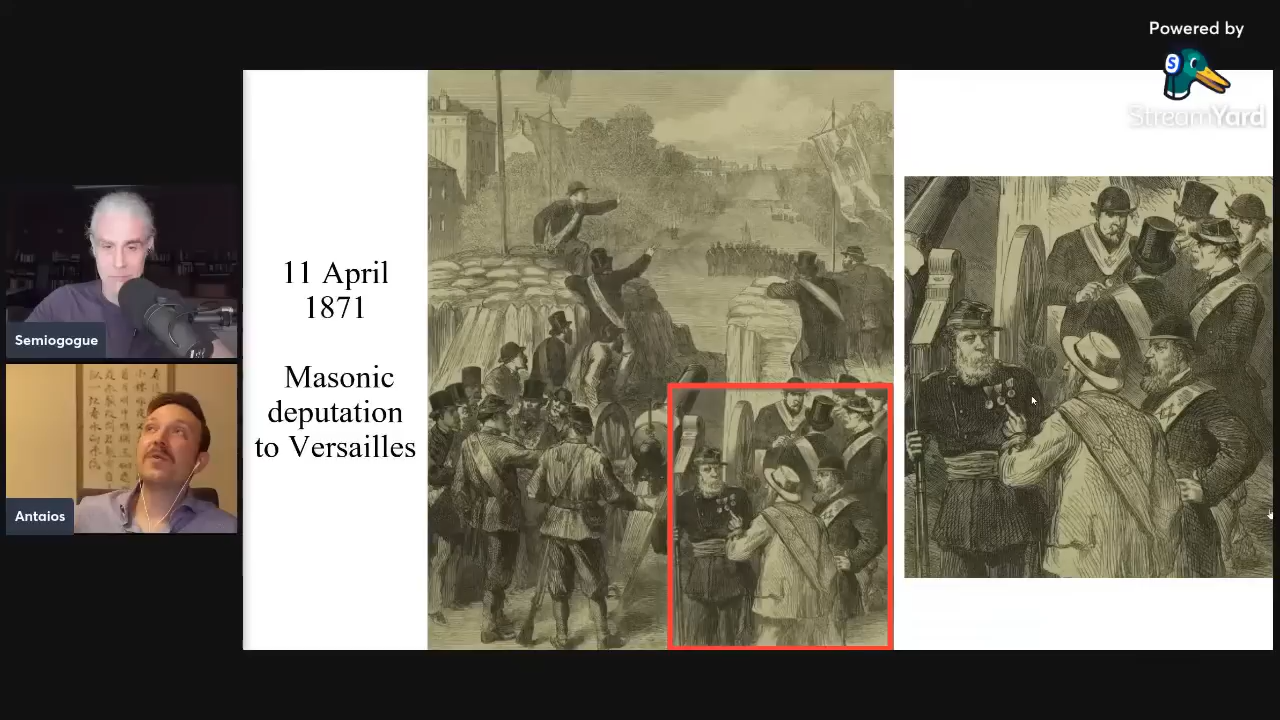 Powered by
StreamYard
11 April
1871
Masonic
deputation
to Versailles
Semiogogue
Antaios